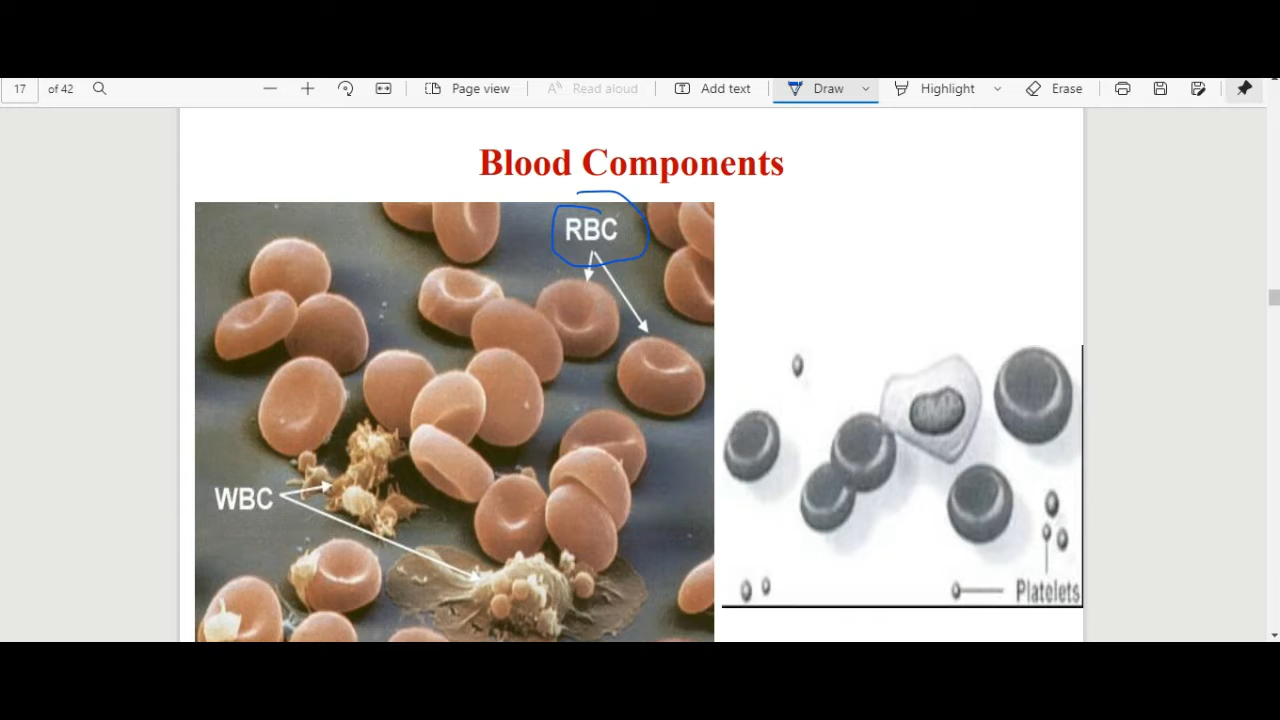 17 of 42 Page view Read aloud Add text Draw Highlight Erase
Blood Components
RBC
WBC
Platelets